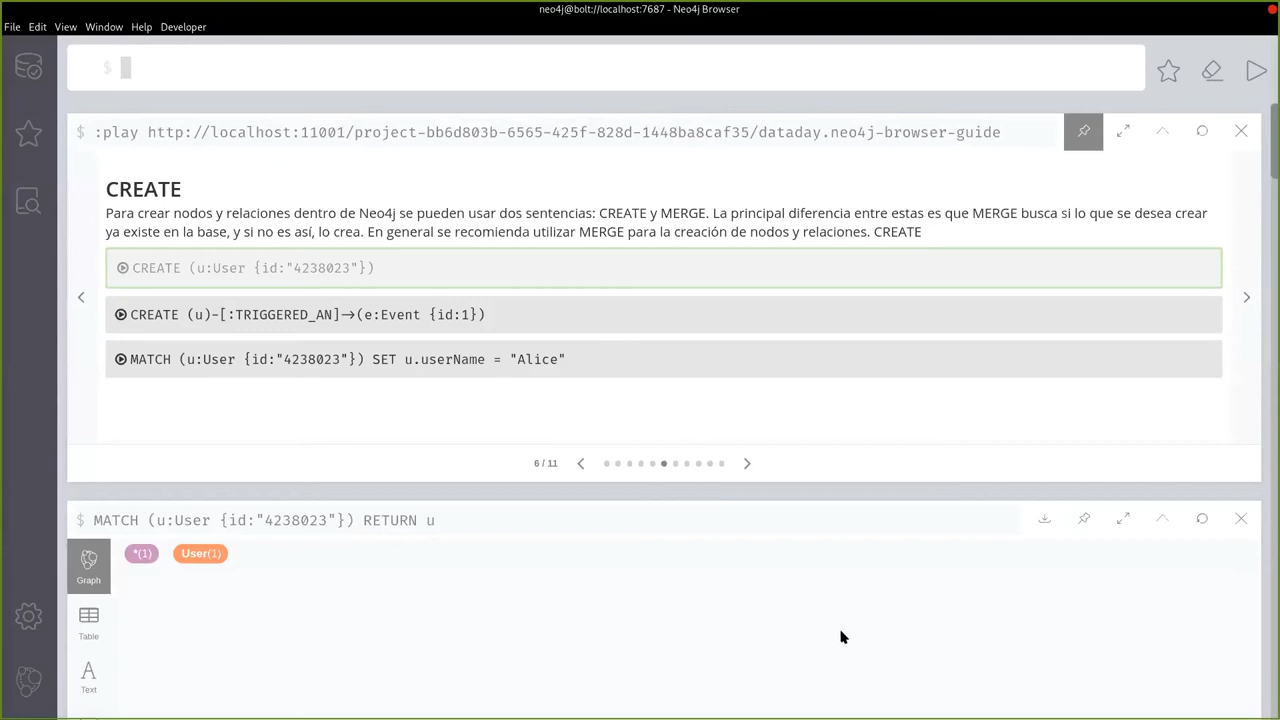 neo4j@bolt://localhost:7687 - Neo4j Browser
File Edit View Window Help Developer
$
$ :play http://localhost:11001/project-bb6d803b-6565-425f-828d-1448ba8caf35/dataday.neo4j-browser-guide
CREATE
Para crear nodos y relaciones dentro de Neo4j se pueden usar dos sentencias: CREATE y MERGE. La principal diferencia entre estas es que MERGE busca si lo que se desea crear
ya existe en la base, y si no es así, lo crea. En general se recomienda utilizar MERGE para la creación de nodos y relaciones. CREATE
CREATE (u:User {id:"4238023"})
CREATE (u)-[:TRIGGERED_AN]->(e:Event {id:1})
MATCH (u:User {id:"4238023"}) SET u.userName = "Alice"
6 / 11
$ MATCH (u:User {id:"4238023"}) RETURN u
*(1) User(1)
Graph
Table
A
Text